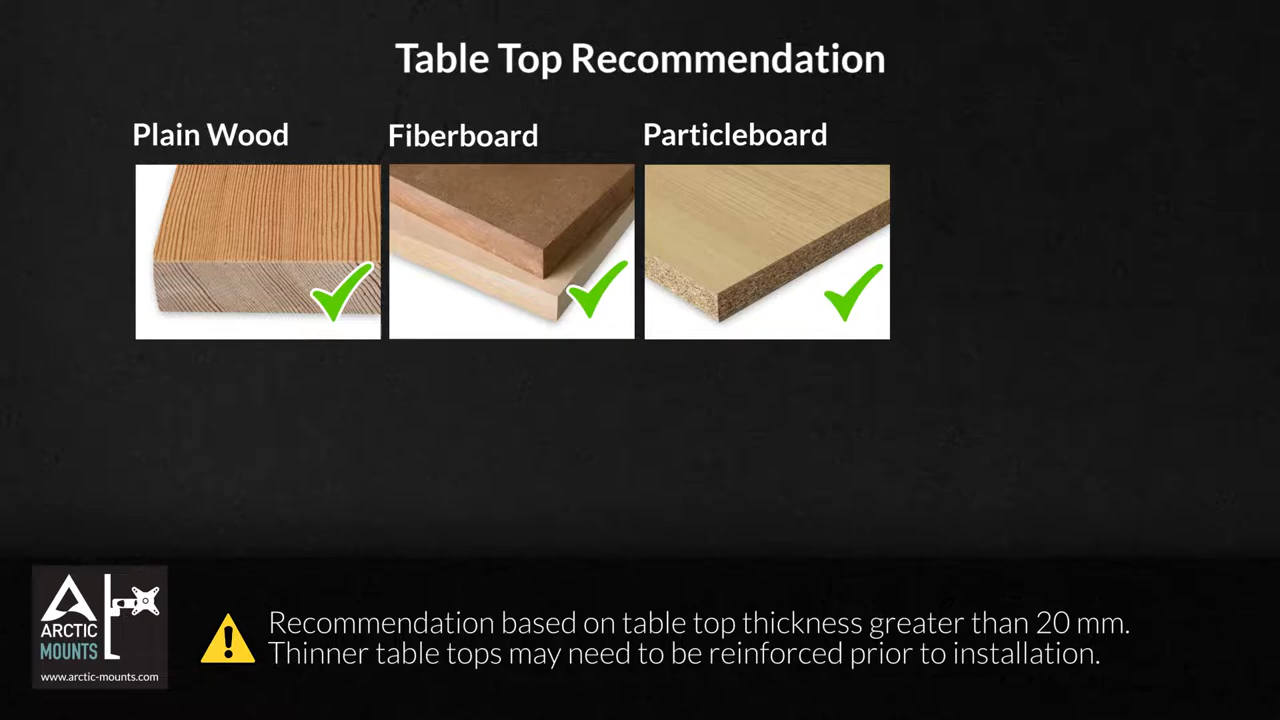 Table Top Recommendation
Plain Wood
Fiberboard
Particleboard
ARCTIC
MOUNTS
www.arctic-mounts.com
Recommendation based on table top thickness greater than 20 mm.
Thinner table tops may need to be reinforced prior to installation.